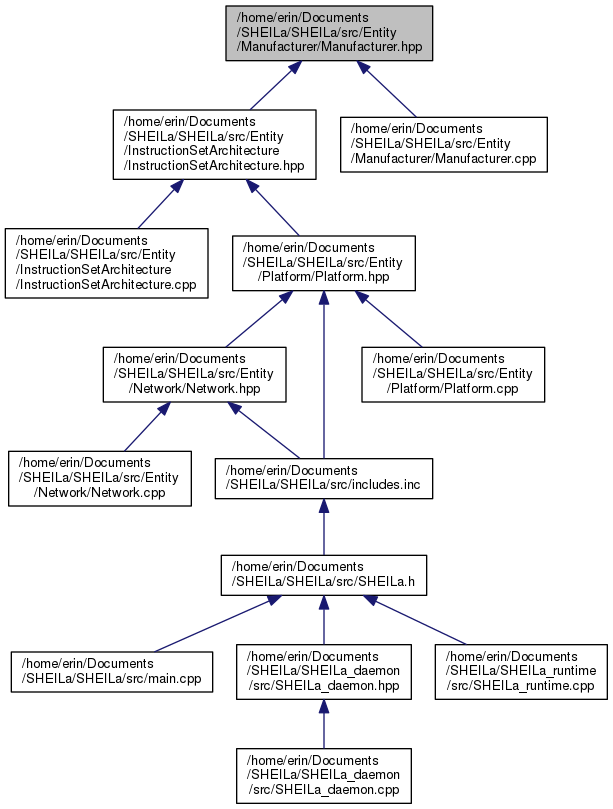 /home/erin/Documents
/SHEILa/SHEILa/src/Entity
/Manufacturer/Manufacturer.hpp
/home/erin/Documents
/SHEILa/SHEILa/src/Entity
/InstructionSetArchitecture
/InstructionSetArchitecture.hpp
/home/erin/Documents
/SHEILa/SHEILa/src/Entity
/Manufacturer/Manufacturer.cpp
/home/erin/Documents
/SHEILa/SHEILa/src/Entity
/InstructionSetArchitecture
/InstructionSetArchitecture.cpp
/home/erin/Documents
/SHEILa/SHEILa/src/Entity
/Platform/Platform.hpp
/home/erin/Documents
/SHEILa/SHEILa/src/Entity
/Network/Network.hpp
/home/erin/Documents
/SHEILa/SHEILa/src/Entity
/Platform/Platform.cpp
/home/erin/Documents
/SHEILa/SHEILa/src/Entity
/Network/Network.cpp
/home/erin/Documents
/SHEILa/SHEILa/src/includes.inc
/home/erin/Documents
/SHEILa/SHEILa/src/SHEILa.h
/home/erin/Documents
/SHEILa/SHEILa/src/main.cpp
/home/erin/Documents
/SHEILa/SHEILa_daemon
/src/SHEILa_daemon.hpp
/home/erin/Documents
/SHEILa/SHEILa_runtime
/src/SHEILa_runtime.cpp
/home/erin/Documents
/SHEILa/SHEILa_daemon
/src/SHEILa_daemon.cpp